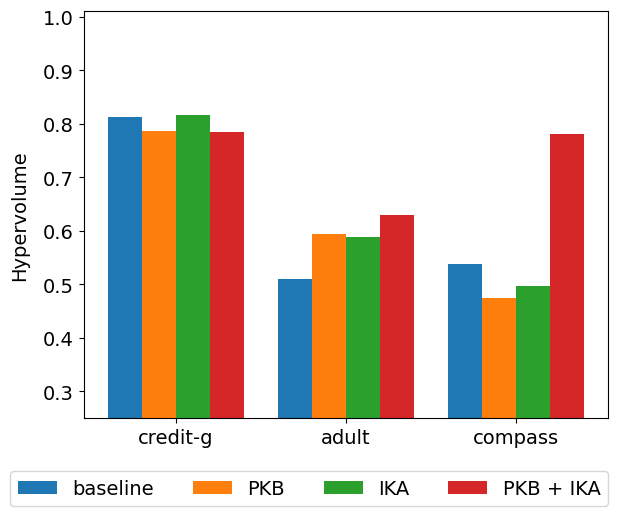 Hypervolume
1.0
0.9
0.8
0.7
0.6
0.5
0.4
0.3
credit-g adult compass
baseline PKB IKA PKB + IKA